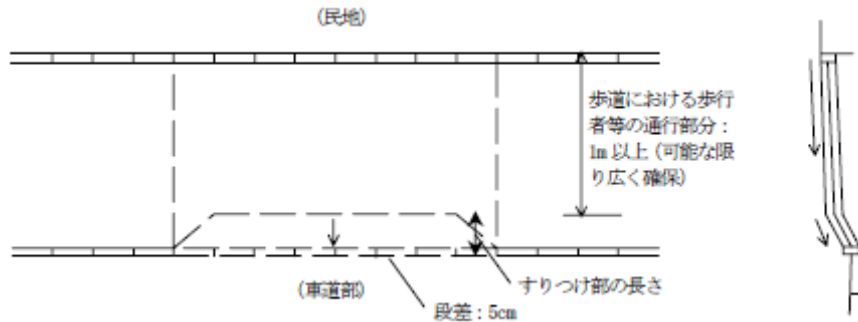 (民地)
歩道における歩行
者等の通行部分：
1m 以上 (可能な限
り広く確保)
(車道部)
すりつけ部の長さ
段差：5cm